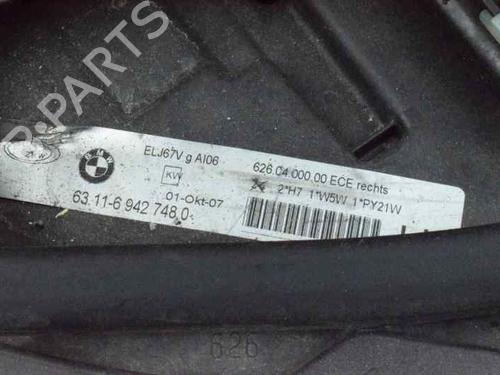 B-PARTS
BMW
ELJ67V g AI06
626.04.000.00 ECE rechts
KW
2*H7 1*W5W 1*PY21W
01-Okt-07
63.11-6 942 748.0
626